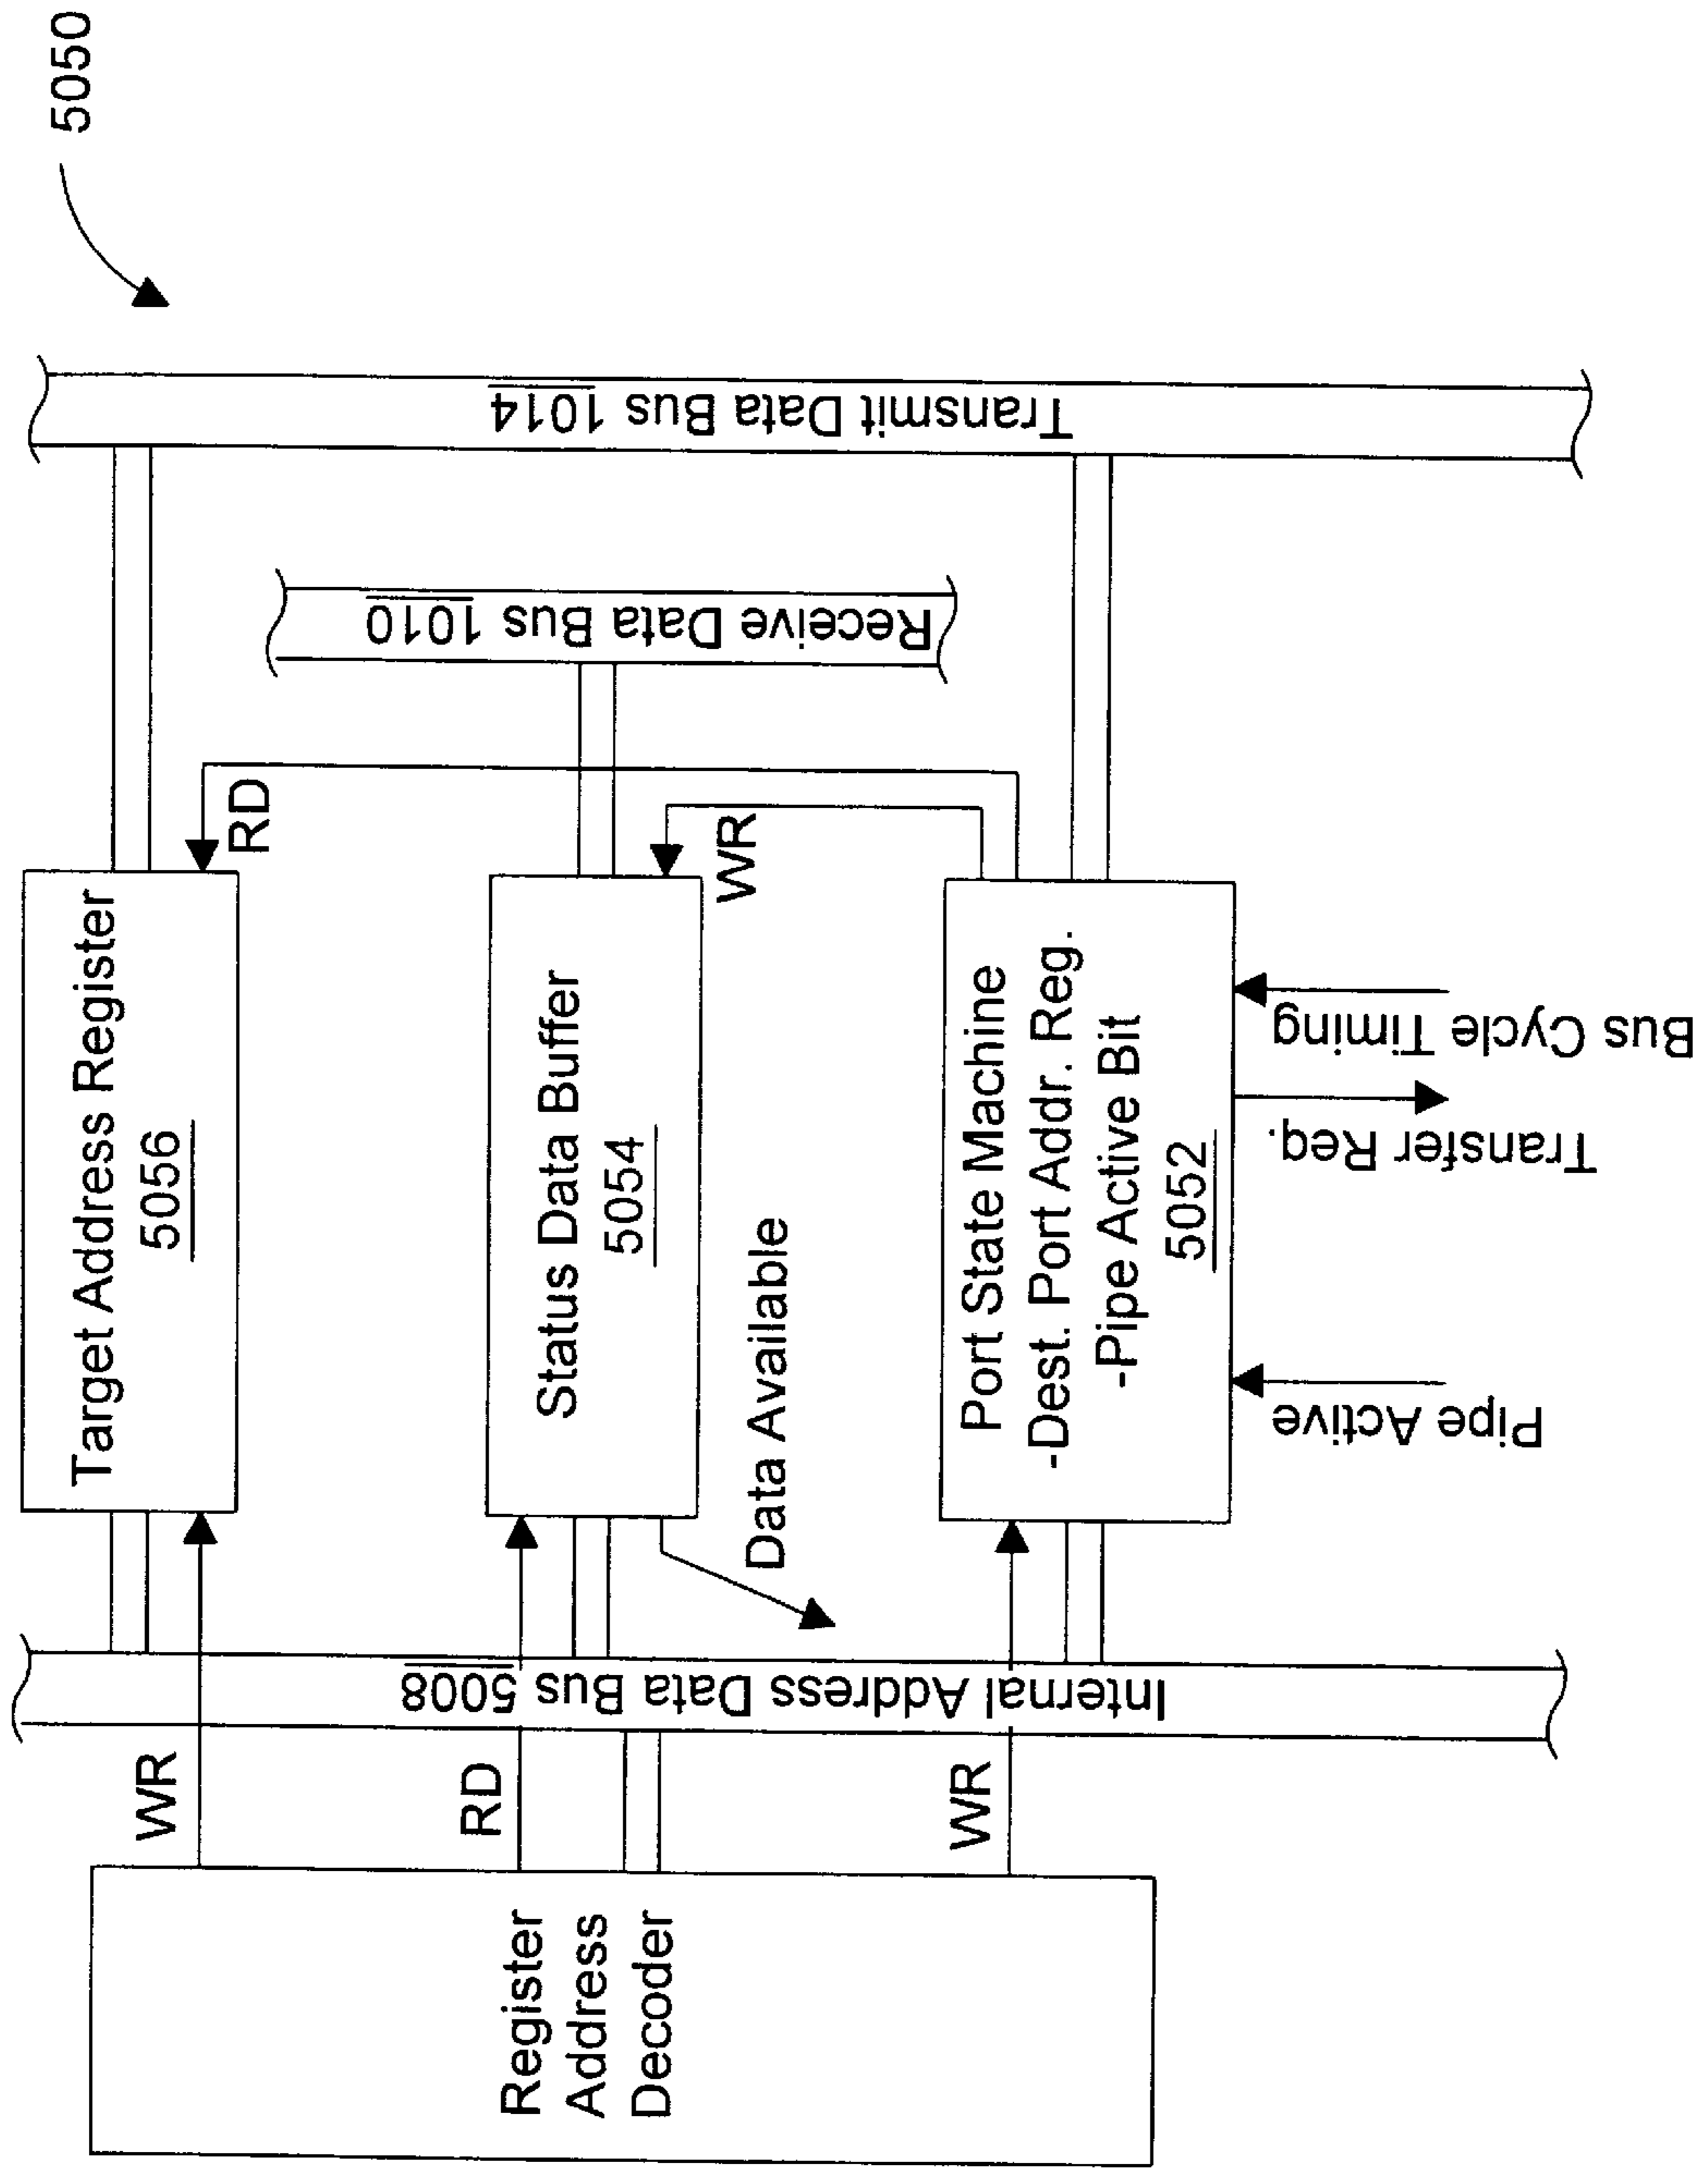 5050
Target Address Register
5056
WR
RD
Status Data Buffer
5054
RD
WR
Data Available
Port State Machine
-Dest. Port Addr. Reg.
-Pipe Active Bit
5052
WR
Register
Address
Decoder
Internal Address Data Bus 5008
Receive Data Bus 1010
Transmit Data Bus 1014
Pipe Active
Transfer Req.
Bus Cycle Timing